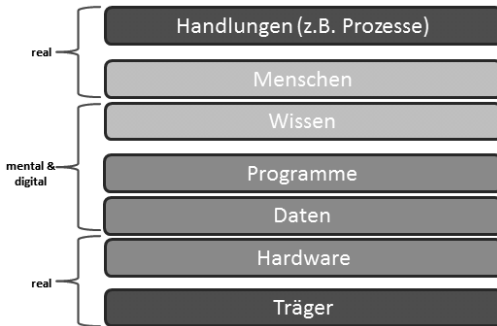 Handlungen (z.B. Prozesse)
real
Menschen
Wissen
mental &
digital
Programme
Daten
Hardware
real
Träger